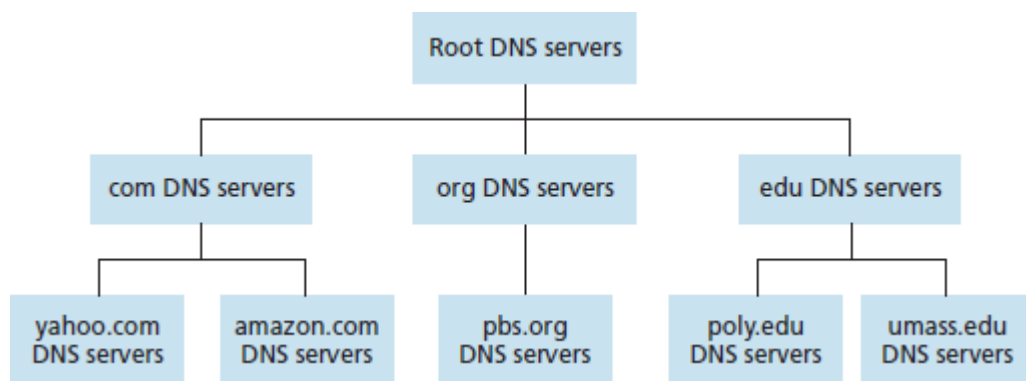 Root DNS servers
com DNS servers
org DNS servers
edu DNS servers
yahoo.com
DNS servers
amazon.com
DNS servers
pbs.org
DNS servers
poly.edu
DNS servers
umass.edu
DNS servers